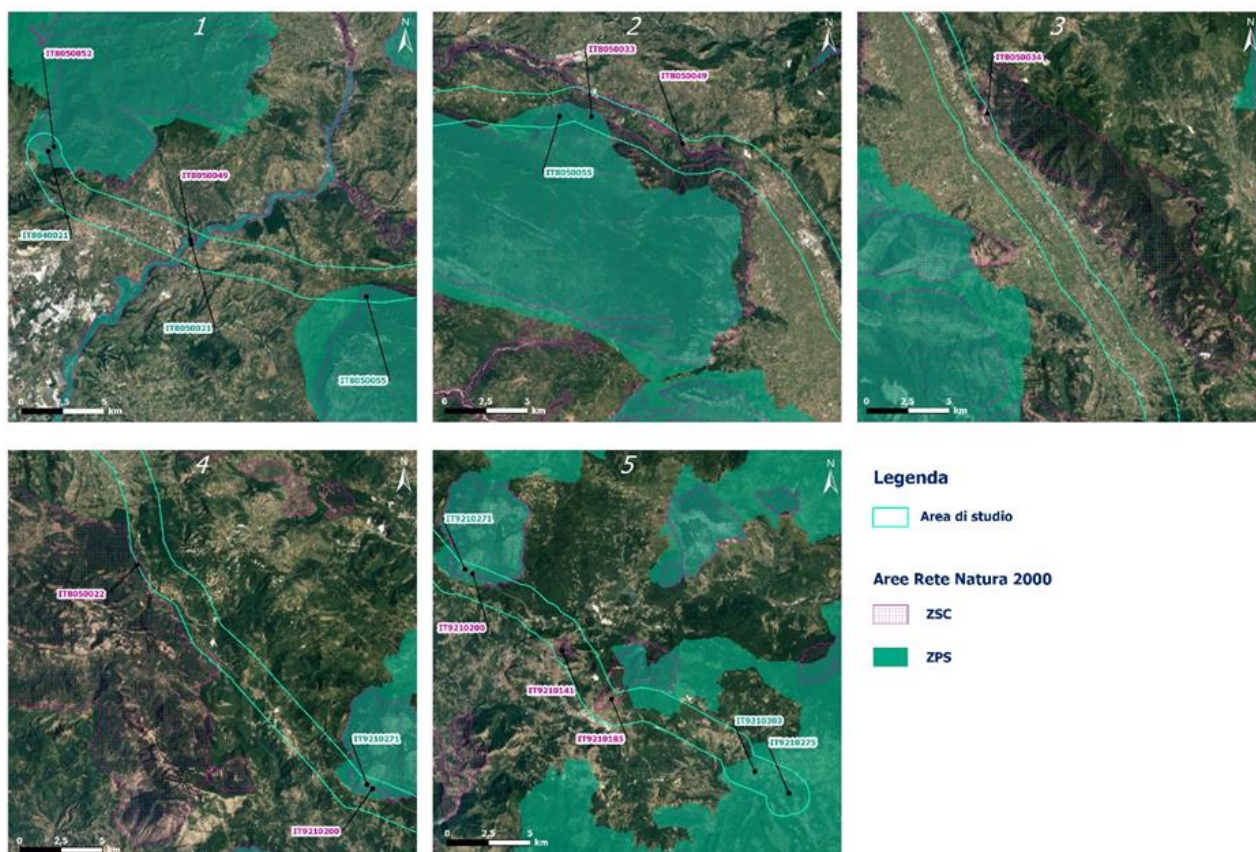 1
N
IT8050052
IT8050049
IT8040021
IT8050021
IT8050055
0 2,5 5
km
2
N
IT8050033
IT8050049
IT8050055
0 2,5 5
km
3
N
IT8050034
0 2,5 5
km
4
N
IT8050022
IT9210271
IT9210200
0 2,5 5
km
5
N
IT9210271
IT9210200
IT9210141
IT9210185
IT9310303
IT9210275
0 2,5 5
km
Legenda
Area di studio
Aree Rete Natura 2000
ZSC
ZPS